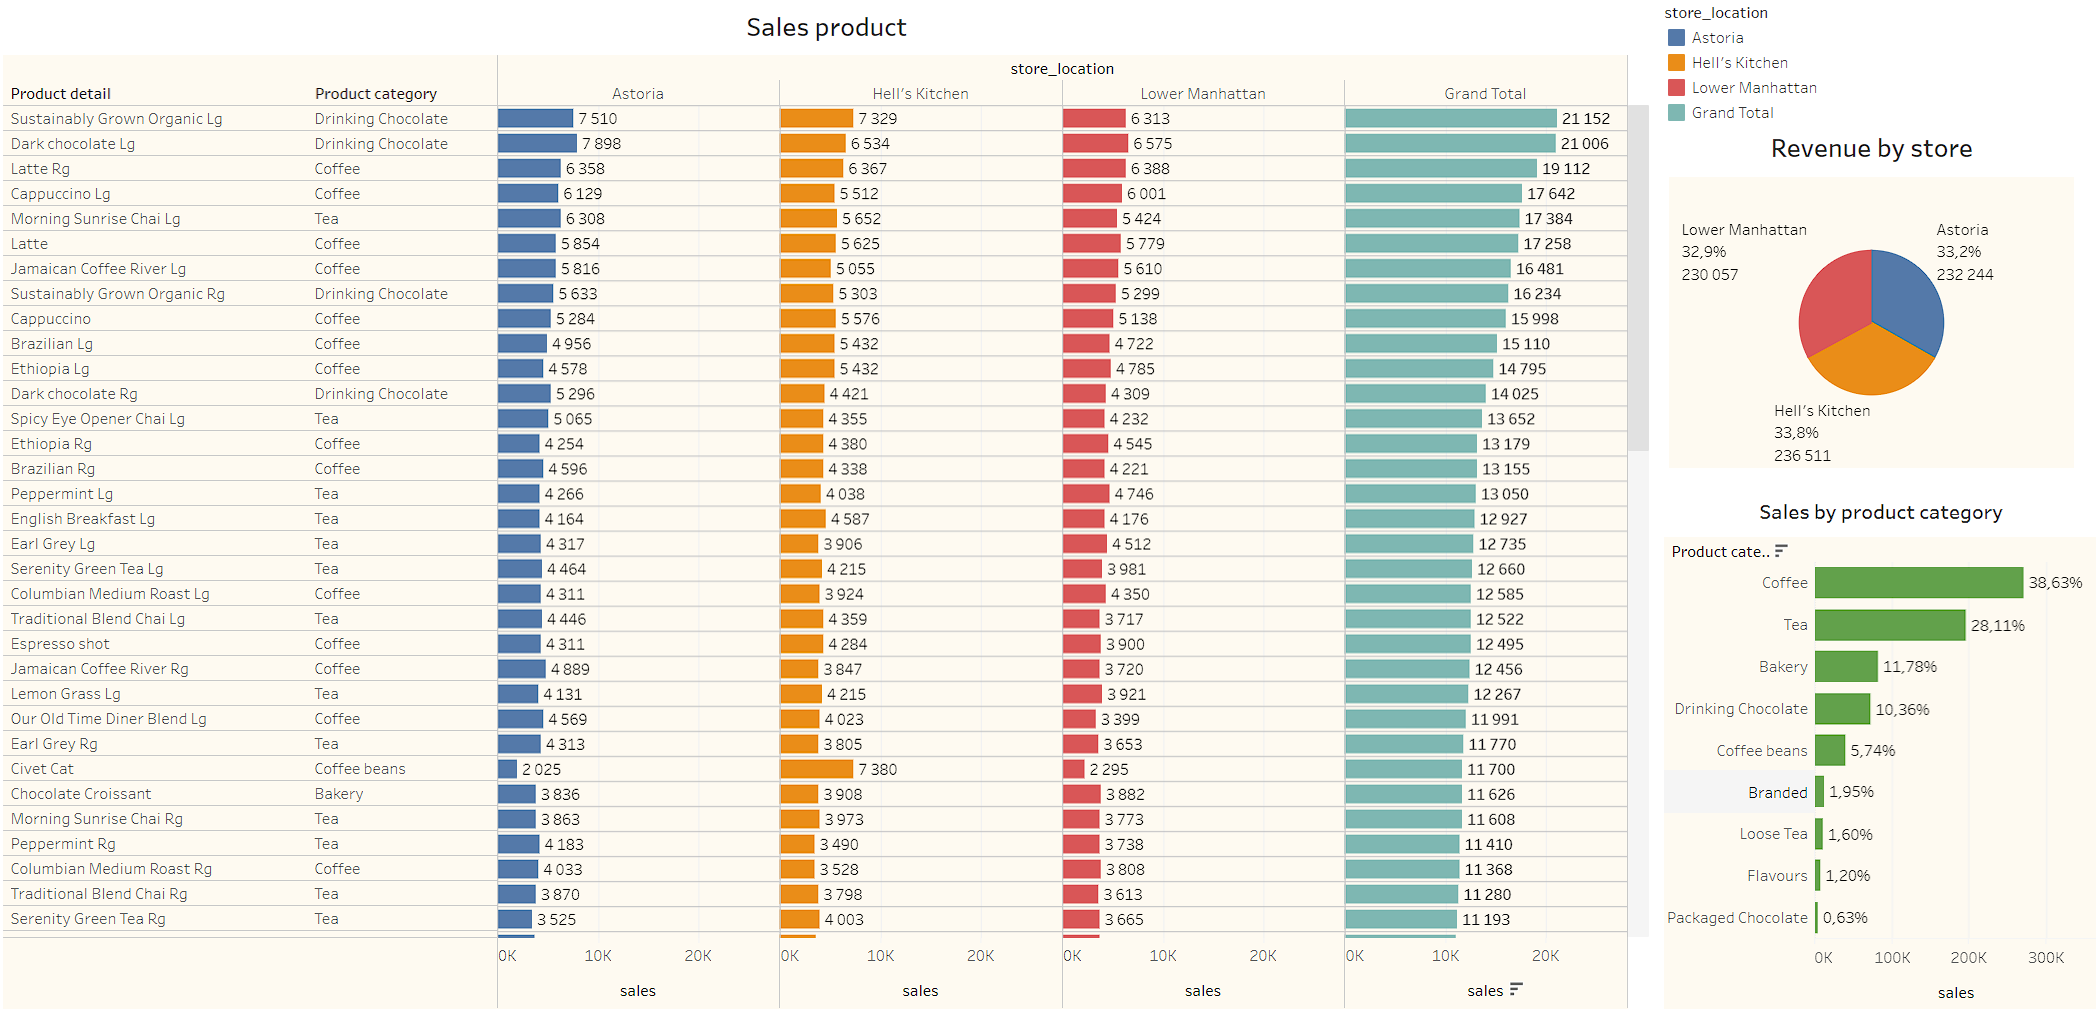 Sales product
store_location
Product detail Product category Astoria Hell's Kitchen Lower Manhattan Grand Total
Sustainably Grown Organic Lg Drinking Chocolate 7 510 7 329 6 313 21 152
Dark chocolate Lg Drinking Chocolate 7 898 6 534 6 575 21 006
Latte Rg Coffee 6 358 6 367 6 388 19 112
Cappuccino Lg Coffee 6 129 5 512 6 001 17 642
Morning Sunrise Chai Lg Tea 6 308 5 652 5 424 17 384
Latte Coffee 5 854 5 625 5 779 17 258
Jamaican Coffee River Lg Coffee 5 816 5 055 5 610 16 481
Sustainably Grown Organic Rg Drinking Chocolate 5 633 5 303 5 299 16 234
Cappuccino Coffee 5 284 5 576 5 138 15 998
Brazilian Lg Coffee 4 956 5 432 4 722 15 110
Ethiopia Lg Coffee 4 578 5 432 4 785 14 795
Dark chocolate Rg Drinking Chocolate 5 296 4 421 4 309 14 025
Spicy Eye Opener Chai Lg Tea 5 065 4 355 4 232 13 652
Ethiopia Rg Coffee 4 254 4 380 4 545 13 179
Brazilian Rg Coffee 4 596 4 338 4 221 13 155
Peppermint Lg Tea 4 266 4 038 4 746 13 050
English Breakfast Lg Tea 4 164 4 587 4 176 12 927
Earl Grey Lg Tea 4 317 3 906 4 512 12 735
Serenity Green Tea Lg Tea 4 464 4 215 3 981 12 660
Columbian Medium Roast Lg Coffee 4 311 3 924 4 350 12 585
Traditional Blend Chai Lg Tea 4 446 4 359 3 717 12 522
Espresso shot Coffee 4 311 4 284 3 900 12 495
Jamaican Coffee River Rg Coffee 4 889 3 847 3 720 12 456
Lemon Grass Lg Tea 4 131 4 215 3 921 12 267
Our Old Time Diner Blend Lg Coffee 4 569 4 023 3 399 11 991
Earl Grey Rg Tea 4 313 3 805 3 653 11 770
Civet Cat Coffee beans 2 025 7 380 2 295 11 700
Chocolate Croissant Bakery 3 836 3 908 3 882 11 626
Morning Sunrise Chai Rg Tea 3 863 3 973 3 773 11 608
Peppermint Rg Tea 4 183 3 490 3 738 11 410
Columbian Medium Roast Rg Coffee 4 033 3 528 3 808 11 368
Traditional Blend Chai Rg Tea 3 870 3 798 3 613 11 280
Serenity Green Tea Rg Tea 3 525 4 003 3 665 11 193
0K 10K 20K 0K 10K 20K 0K 10K 20K 0K 10K 20K
sales sales sales sales
store_location
Astoria
Hell's Kitchen
Lower Manhattan
Grand Total
Revenue by store
Lower Manhattan
32,9%
230 057
Astoria
33,2%
232 244
Hell's Kitchen
33,8%
236 511
Sales by product category
Product cate..
Coffee 38,63%
Tea 28,11%
Bakery 11,78%
Drinking Chocolate 10,36%
Coffee beans 5,74%
Branded 1,95%
Loose Tea 1,60%
Flavours 1,20%
Packaged Chocolate 0,63%
0K 100K 200K 300K
sales